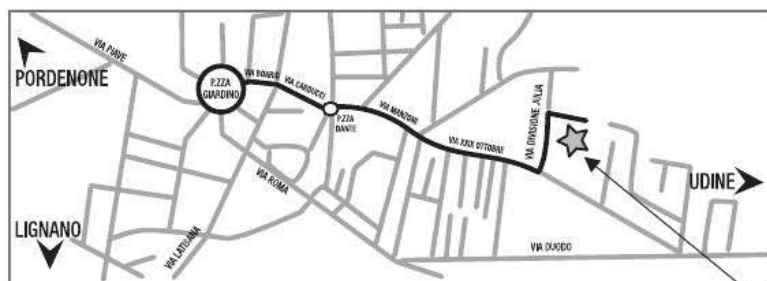 VIA PIAVE
PORDENONE
P.ZZA
GIARDINO
VIA BOARIO
VIA CARDUCCI
P.ZZA
DANTE
VIA MANZONI
VIA XXIX OTTOBRE
VIA DIVISIONE JULIA
UDINE
VIA ROMA
LIGNANO
VIA LATISANA
VIA DUODO